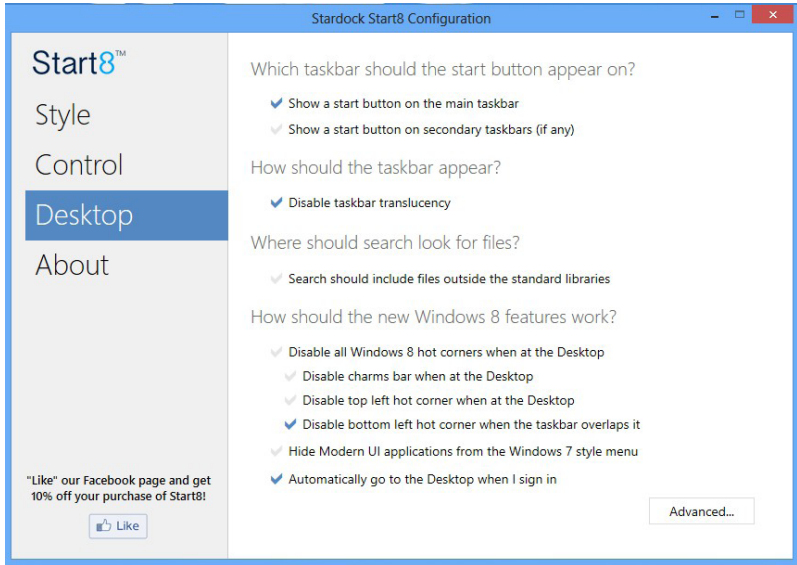 Stardock Start8 Configuration
Start8™
Style
Control
Desktop
About
"Like" our Facebook page and get
10% off your purchase of Start8!
Like
Which taskbar should the start button appear on?
Show a start button on the main taskbar
Show a start button on secondary taskbars (if any)
How should the taskbar appear?
Disable taskbar translucency
Where should search look for files?
Search should include files outside the standard libraries
How should the new Windows 8 features work?
Disable all Windows 8 hot corners when at the Desktop
Disable charms bar when at the Desktop
Disable top left hot corner when at the Desktop
Disable bottom left hot corner when the taskbar overlaps it
Hide Modern UI applications from the Windows 7 style menu
Automatically go to the Desktop when I sign in
Advanced...